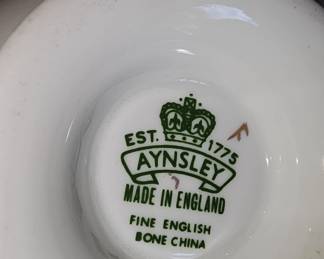 EST. 1775
AYNSLEY
MADE IN ENGLAND
FINE ENGLISH
BONE CHINA